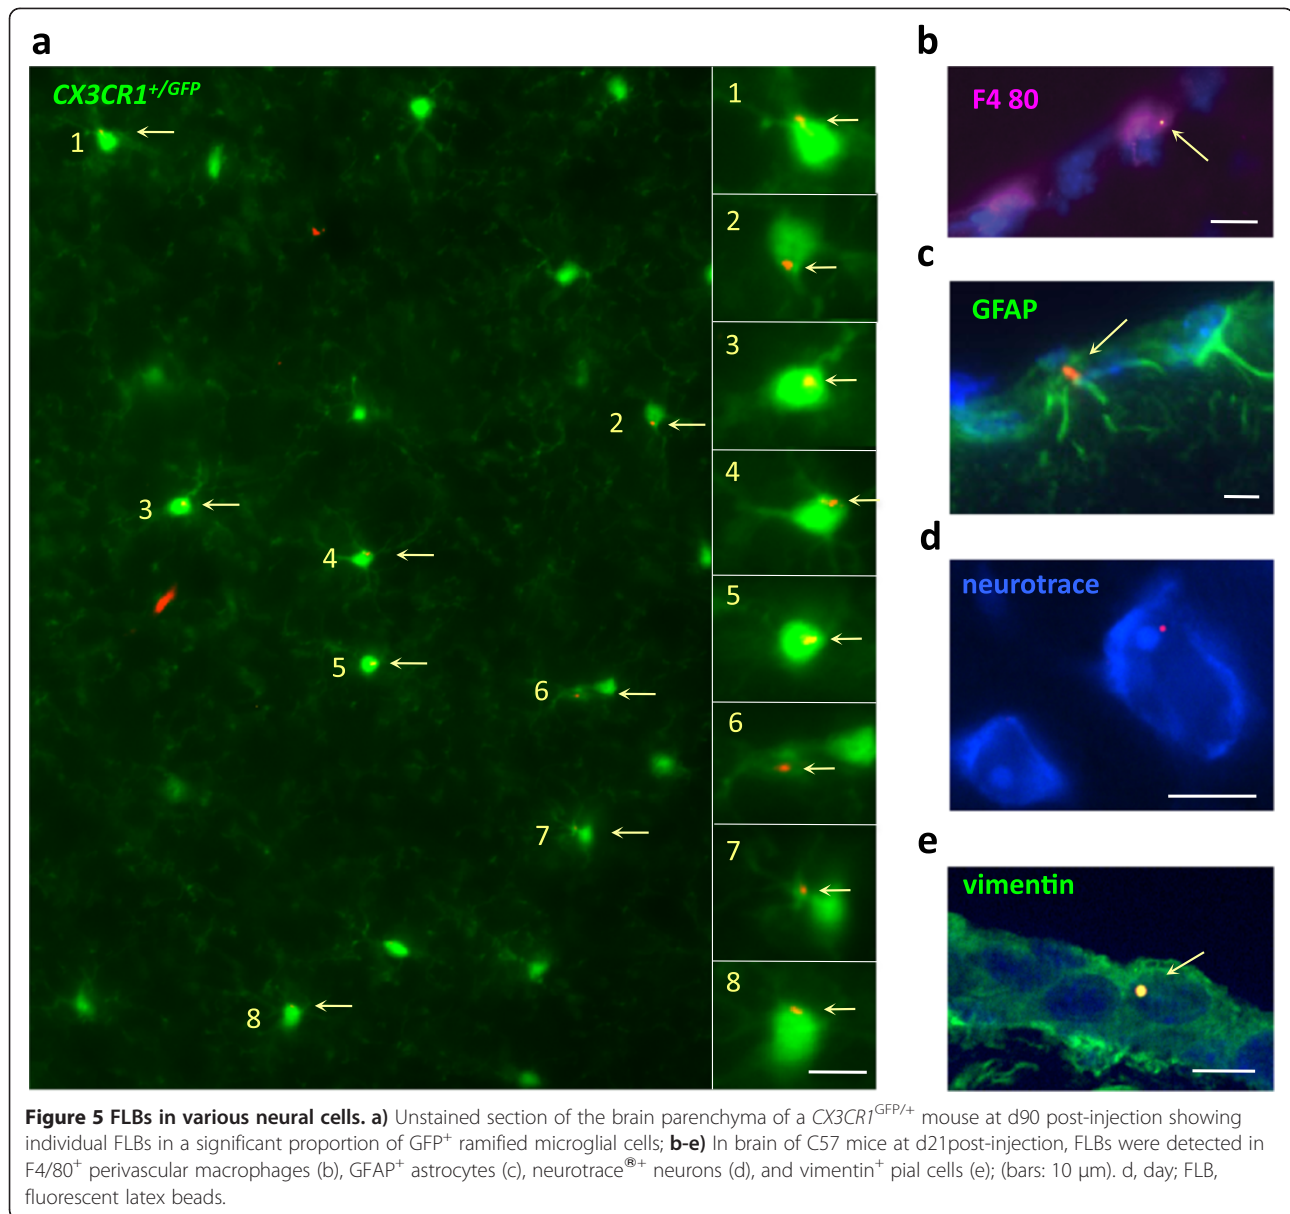 a
CX3CR1+/GFP
1
2
3
4
5
6
7
8
1
2
3
4
5
6
7
8
b
F4 80
c
GFAP
d
neurotrace
e
vimentin
Figure 5 FLBs in various neural cells. a) Unstained section of the brain parenchyma of a CX3CR1GFP/+ mouse at d90 post-injection showing
individual FLBs in a significant proportion of GFP+ ramified microglial cells; b-e) In brain of C57 mice at d21post-injection, FLBs were detected in
F4/80+ perivascular macrophages (b), GFAP+ astrocytes (c), neurotrace®+ neurons (d), and vimentin+ pial cells (e); (bars: 10 μm). d, day; FLB,
fluorescent latex beads.